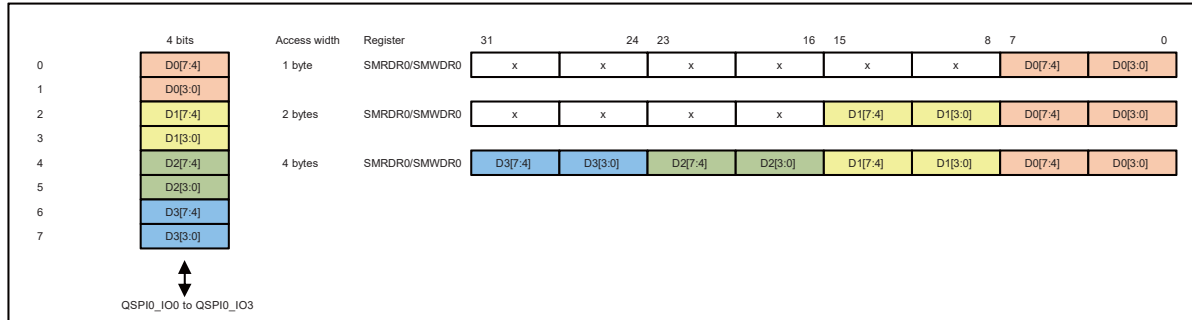 4 bits Access width Register 31 24 23 16 15 8 7 0
0 D0[7:4] 1 byte SMRDR0/SMWDR0 x x x x x x D0[7:4] D0[3:0]
1 D0[3:0]
2 D1[7:4] 2 bytes SMRDR0/SMWDR0 x x x x D1[7:4] D1[3:0] D0[7:4] D0[3:0]
3 D1[3:0]
4 D2[7:4] 4 bytes SMRDR0/SMWDR0 D3[7:4] D3[3:0] D2[7:4] D2[3:0] D1[7:4] D1[3:0] D0[7:4] D0[3:0]
5 D2[3:0]
6 D3[7:4]
7 D3[3:0]
QSPI0_IO0 to QSPI0_IO3